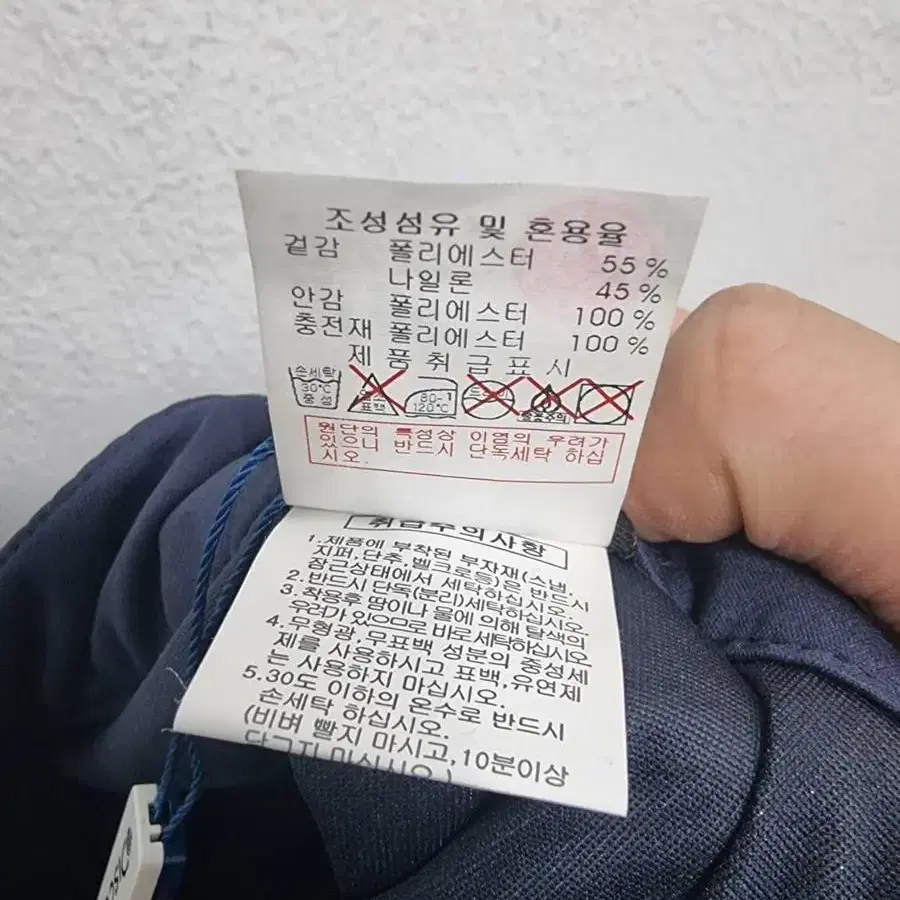 조성섬유 및 혼용율
겉감 폴리에스터 55%
나일론 45%
안감 폴리에스터 100%
충전재 폴리에스터 100%
제품취급표시
손세탁
30℃
중성
표백
80-1
120℃
원단의 특성상 이염의 우려가
있으니 반드시 단독세탁 하십
시오.
취급주의사항
1.제품에 부착된 부자재(스냅,
지퍼,단추,벨크로등)은 반드시
잠근상태에서 세탁하십시오.
2.반드시 단독(분리)세탁하십시오.
3.착용후 땀이나 물에 의해 탈색의
우려가 있으므로 바로세탁하십시오
4.무형광,무표백 성분의 중성세
제를 사용하시고 표백,유연제
는 사용하지 마십시오.
5.30도 이하의 온수로 반드시
손세탁 하십시오.
(비벼 빨지 마시고,10분이상
담그지 마십시오.)